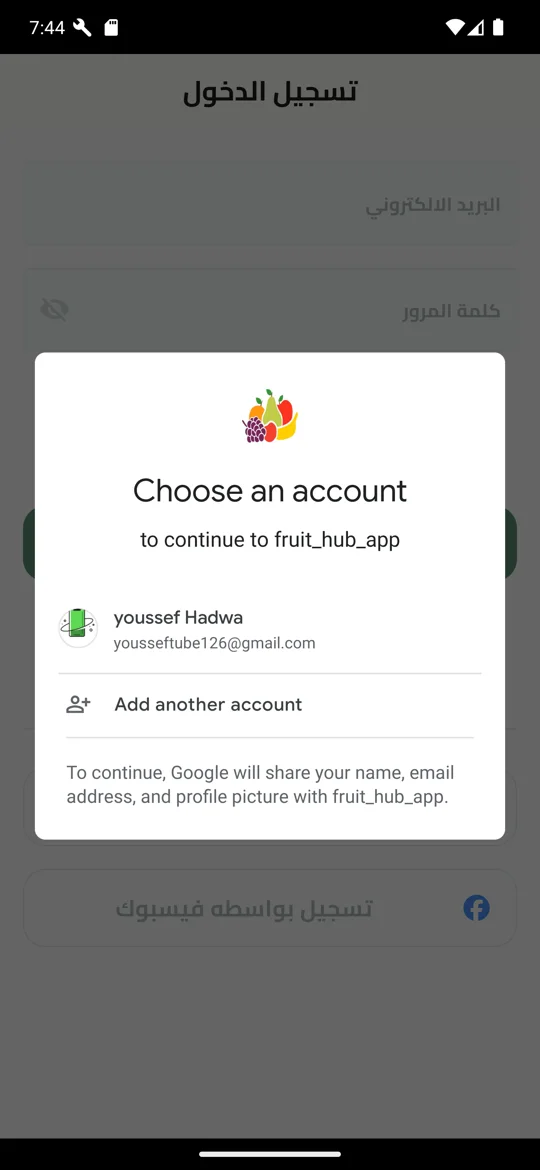 7:44
تسجيل الدخول
البريد الالكتروني
كلمة المرور
Choose an account
to continue to fruit_hub_app
youssef Hadwa
yousseftube126@gmail.com
Add another account
To continue, Google will share your name, email
address, and profile picture with fruit_hub_app.
تسجيل بواسطه فيسبوك